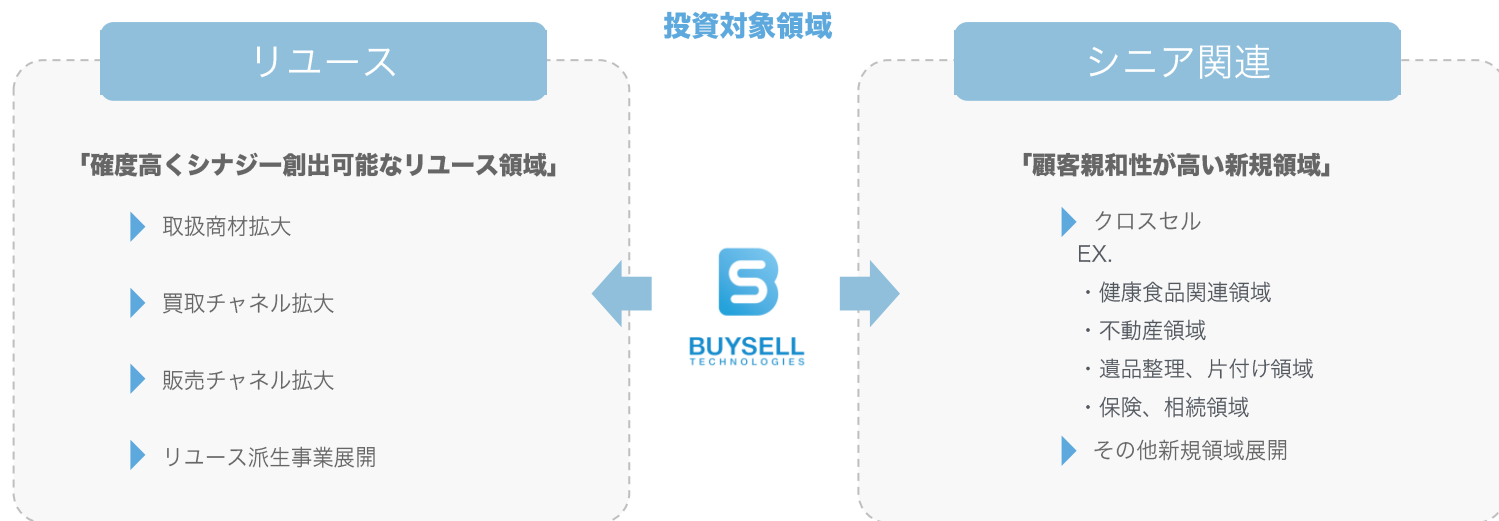 投資対象領域
リユース
「確度高くシナジー創出可能なリユース領域」
取扱商材拡大
買取チャネル拡大
販売チャネル拡大
リユース派生事業展開
BUYSELL
TECHNOLOGIES
シニア関連
「顧客親和性が高い新規領域」
クロスセル
EX.
・健康食品関連領域
・不動産領域
・遺品整理、片付け領域
・保険、相続領域
その他新規領域展開